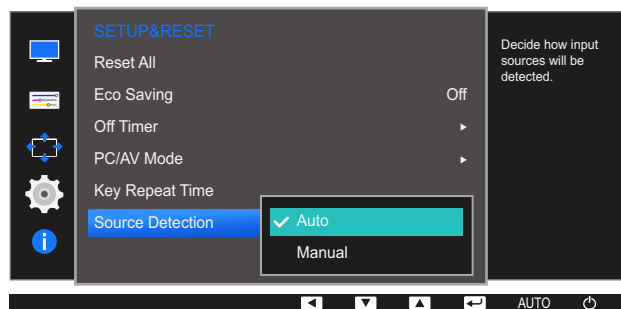 SETUP&RESET
Reset All
Eco Saving Off
Off Timer
PC/AV Mode
Key Repeat Time
Source Detection
Auto
Manual
Decide how input
sources will be
detected.
AUTO